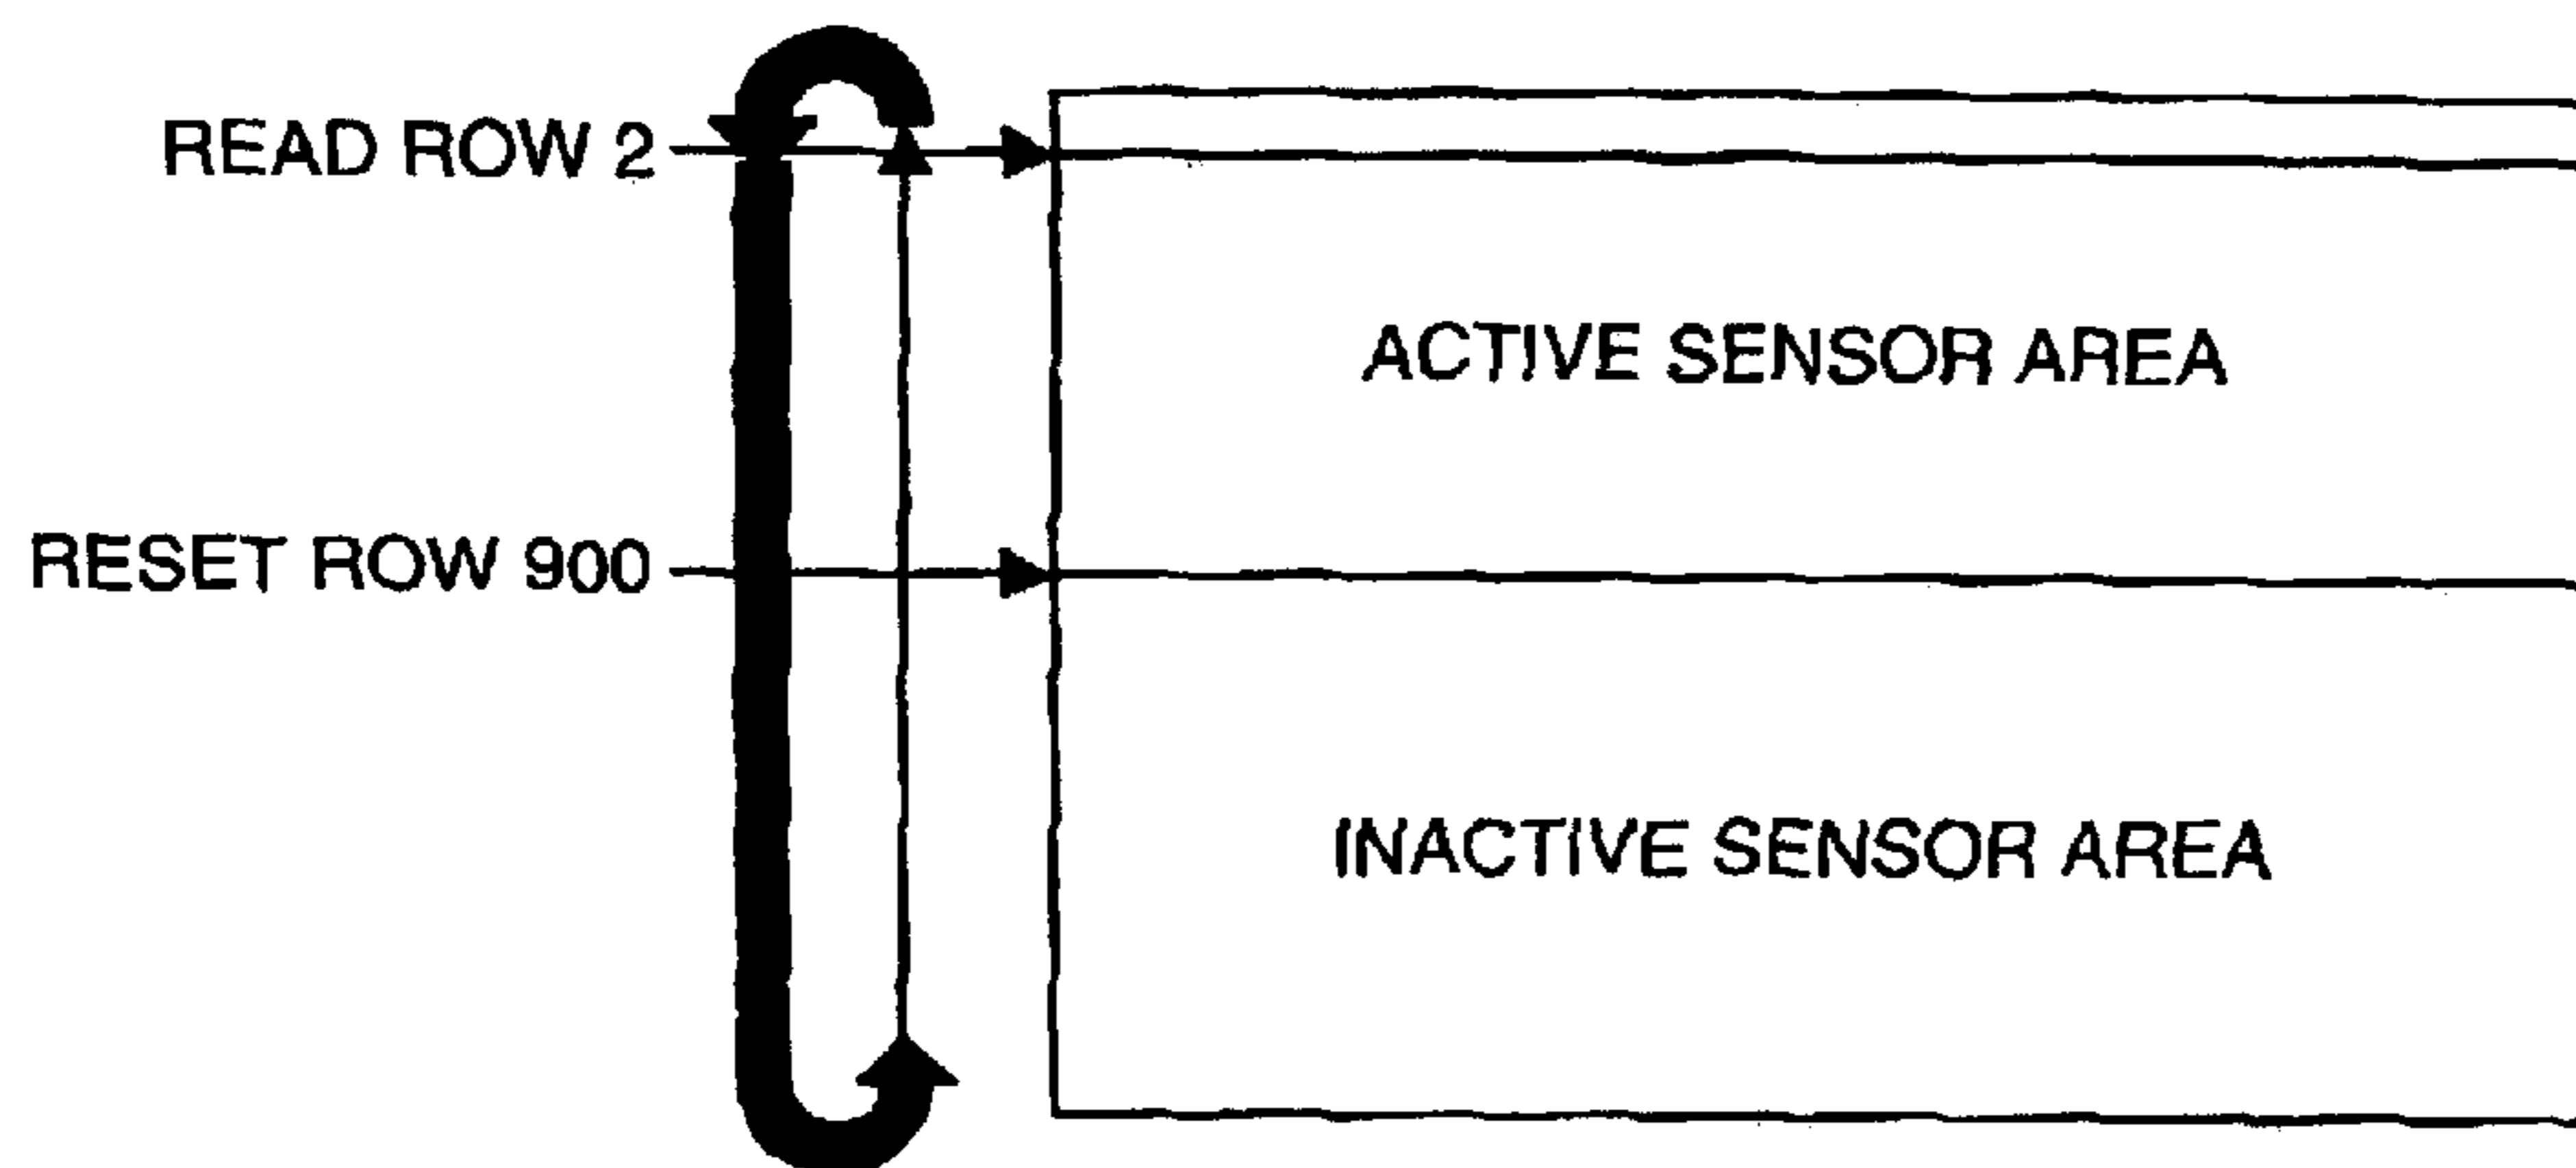 READ ROW 2
ACTIVE SENSOR AREA
RESET ROW 900
INACTIVE SENSOR AREA